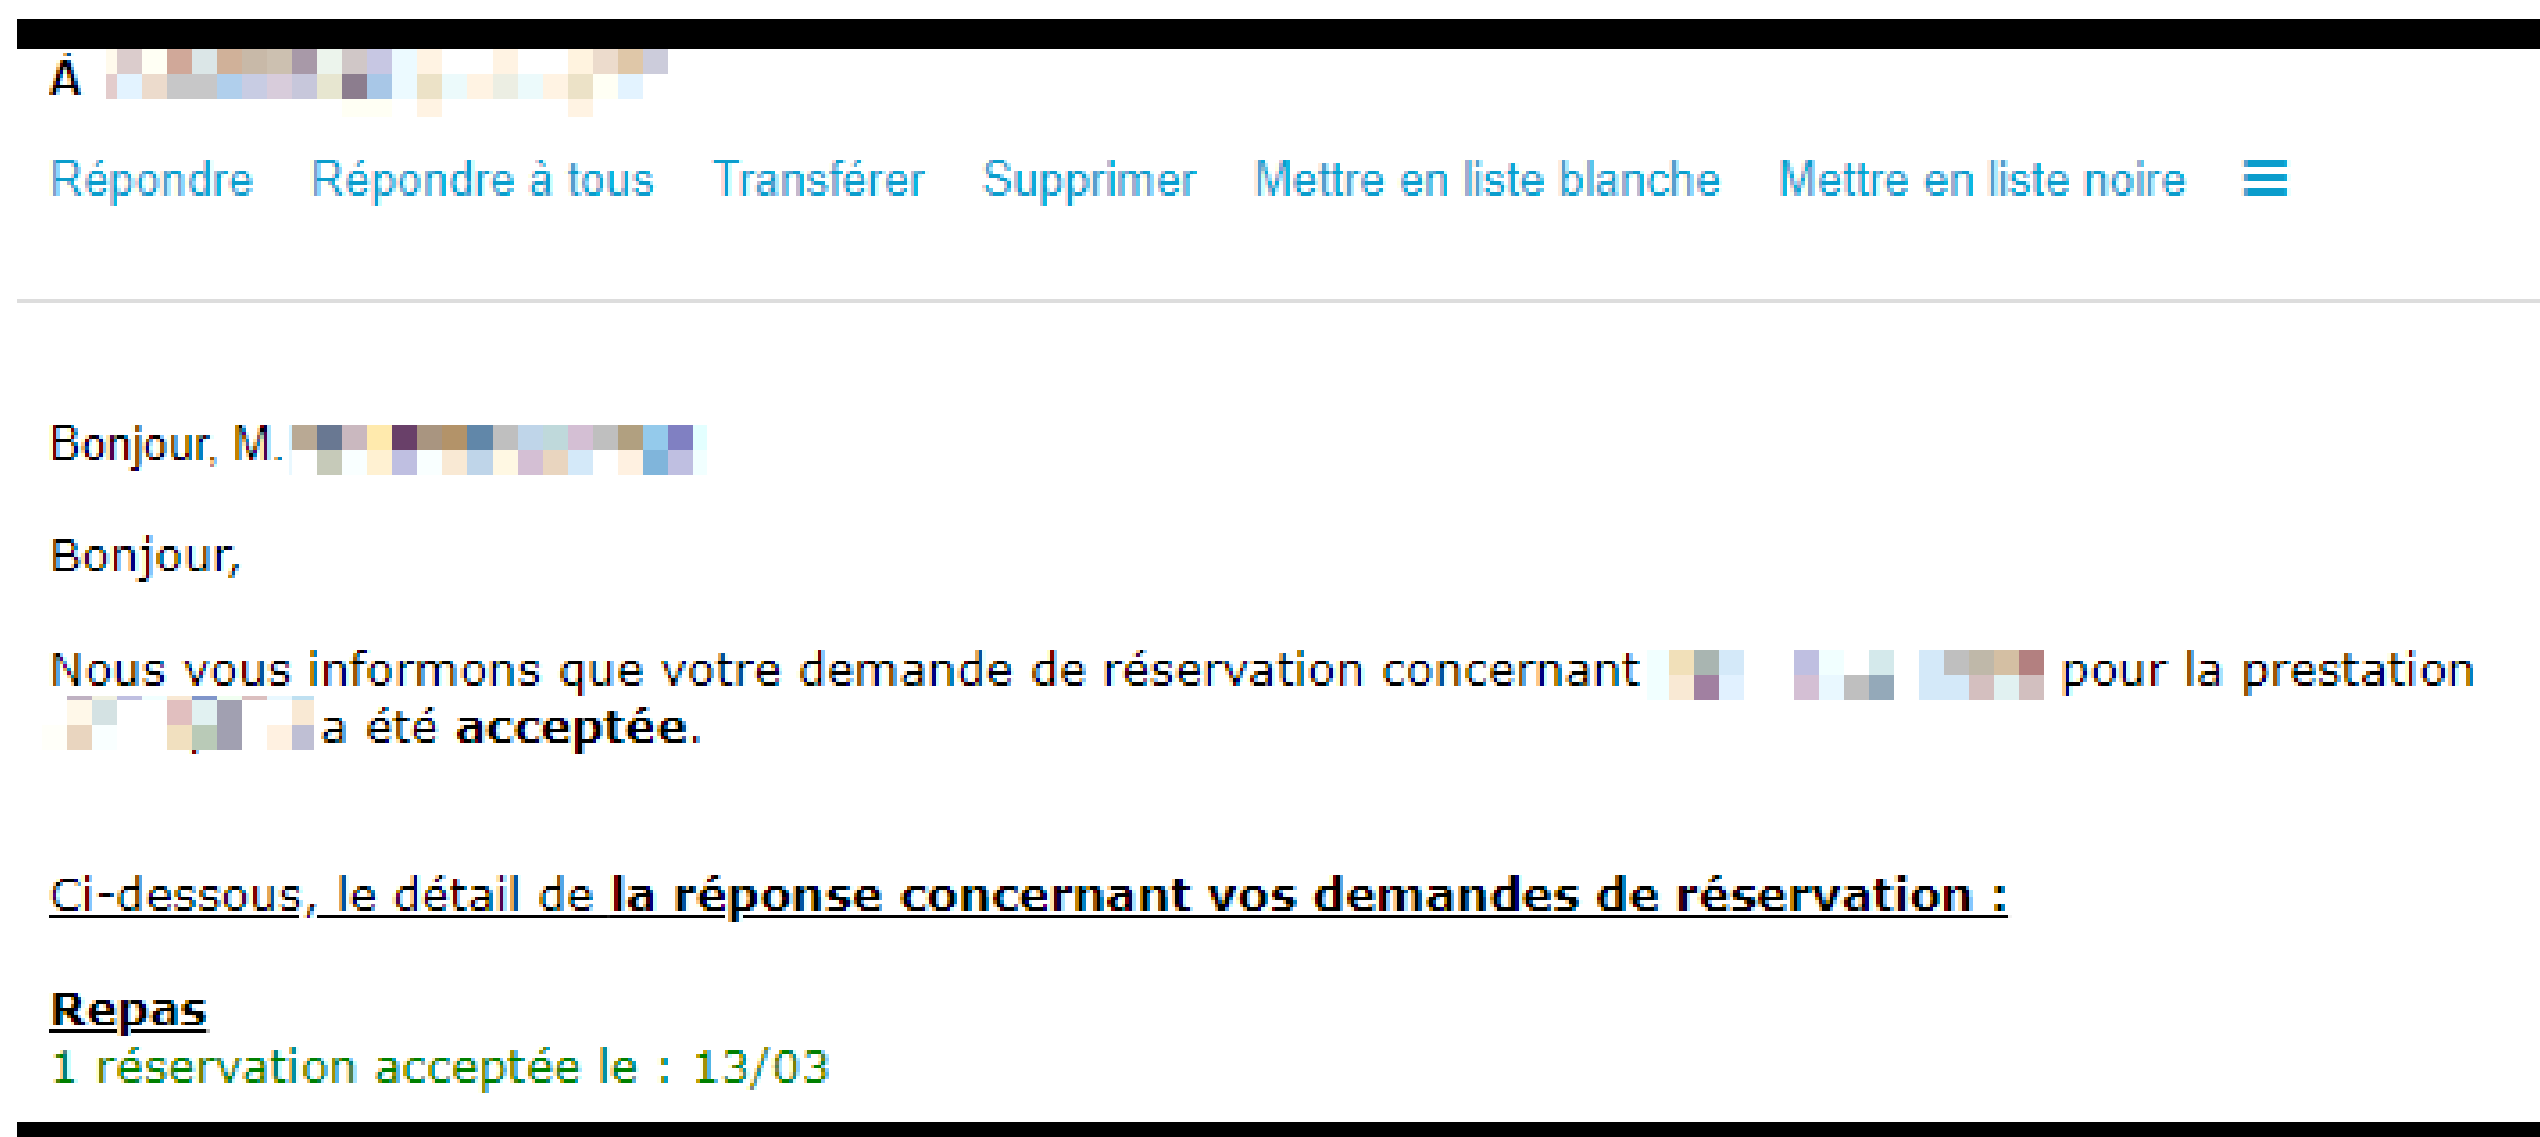 À
Répondre Répondre à tous Transférer Supprimer Mettre en liste blanche Mettre en liste noire
Bonjour, M.
Bonjour,
Nous vous informons que votre demande de réservation concernant pour la prestation
a été acceptée.
Ci-dessous, le détail de la réponse concernant vos demandes de réservation :
Repas
1 réservation acceptée le : 13/03